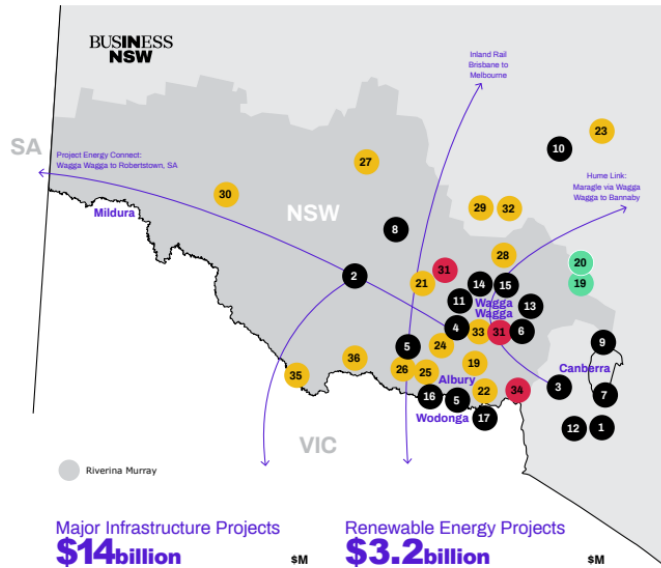 BUSINESS
NSW
Inland Rail
Brisbane to
Melbourne
23
10
27
SA
Project Energy Connect:
Wagga Wagga to Robertstown, SA
Hume Link:
Maragle via Wagga
Wagga to Bannaby
30
Mildura
NSW
29
32
8
28
20
31
2
21
14
15
19
11
Wagga
Wagga
13
4
33
31
6
5
24
9
36
26
25
19
Canberra
35
Albury
22
34
3
7
16
5
Wodonga
17
12
1
VIC
Riverina Murray
Major Infrastructure Projects
$14billion
$M
Renewable Energy Projects
$3.2billion
$M